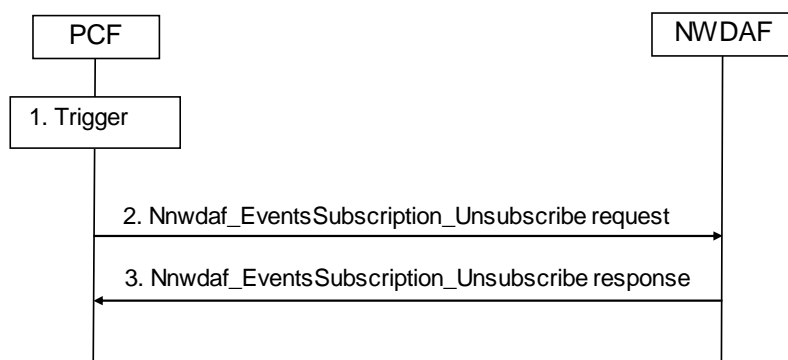 PCF
NWDAF
1. Trigger
2. Nnwdaf_EventsSubscription_Unsubscribe request
3. Nnwdaf_EventsSubscription_Unsubscribe response